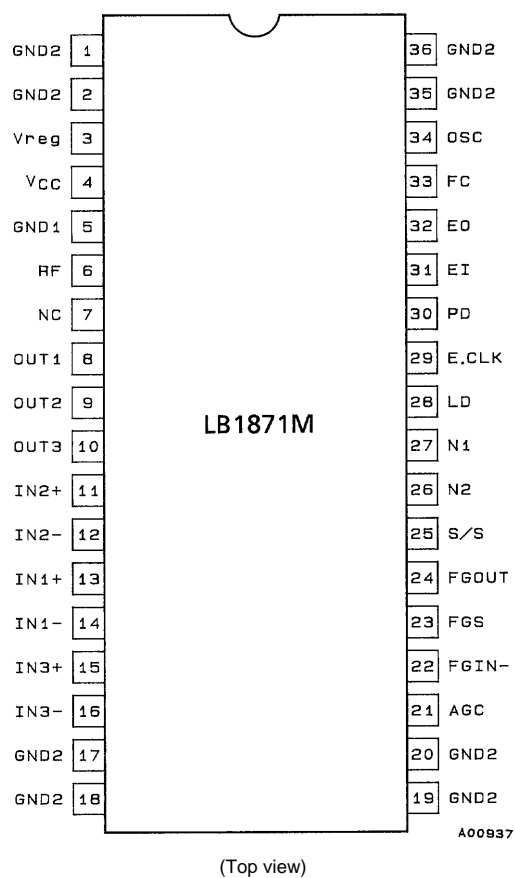 GND2 1 36 GND2
GND2 2 35 GND2
Vreg 3 34 OSC
VCC 4 33 FC
GND1 5 32 EO
RF 6 31 EI
NC 7 30 PD
OUT1 8 29 E.CLK
OUT2 9 28 LD
LB1871M
OUT3 10 27 N1
IN2+ 11 26 N2
IN2- 12 25 S/S
IN1+ 13 24 FGOUT
IN1- 14 23 FGS
IN3+ 15 22 FGIN-
IN3- 16 21 AGC
GND2 17 20 GND2
GND2 18 19 GND2
A00937
(Top view)